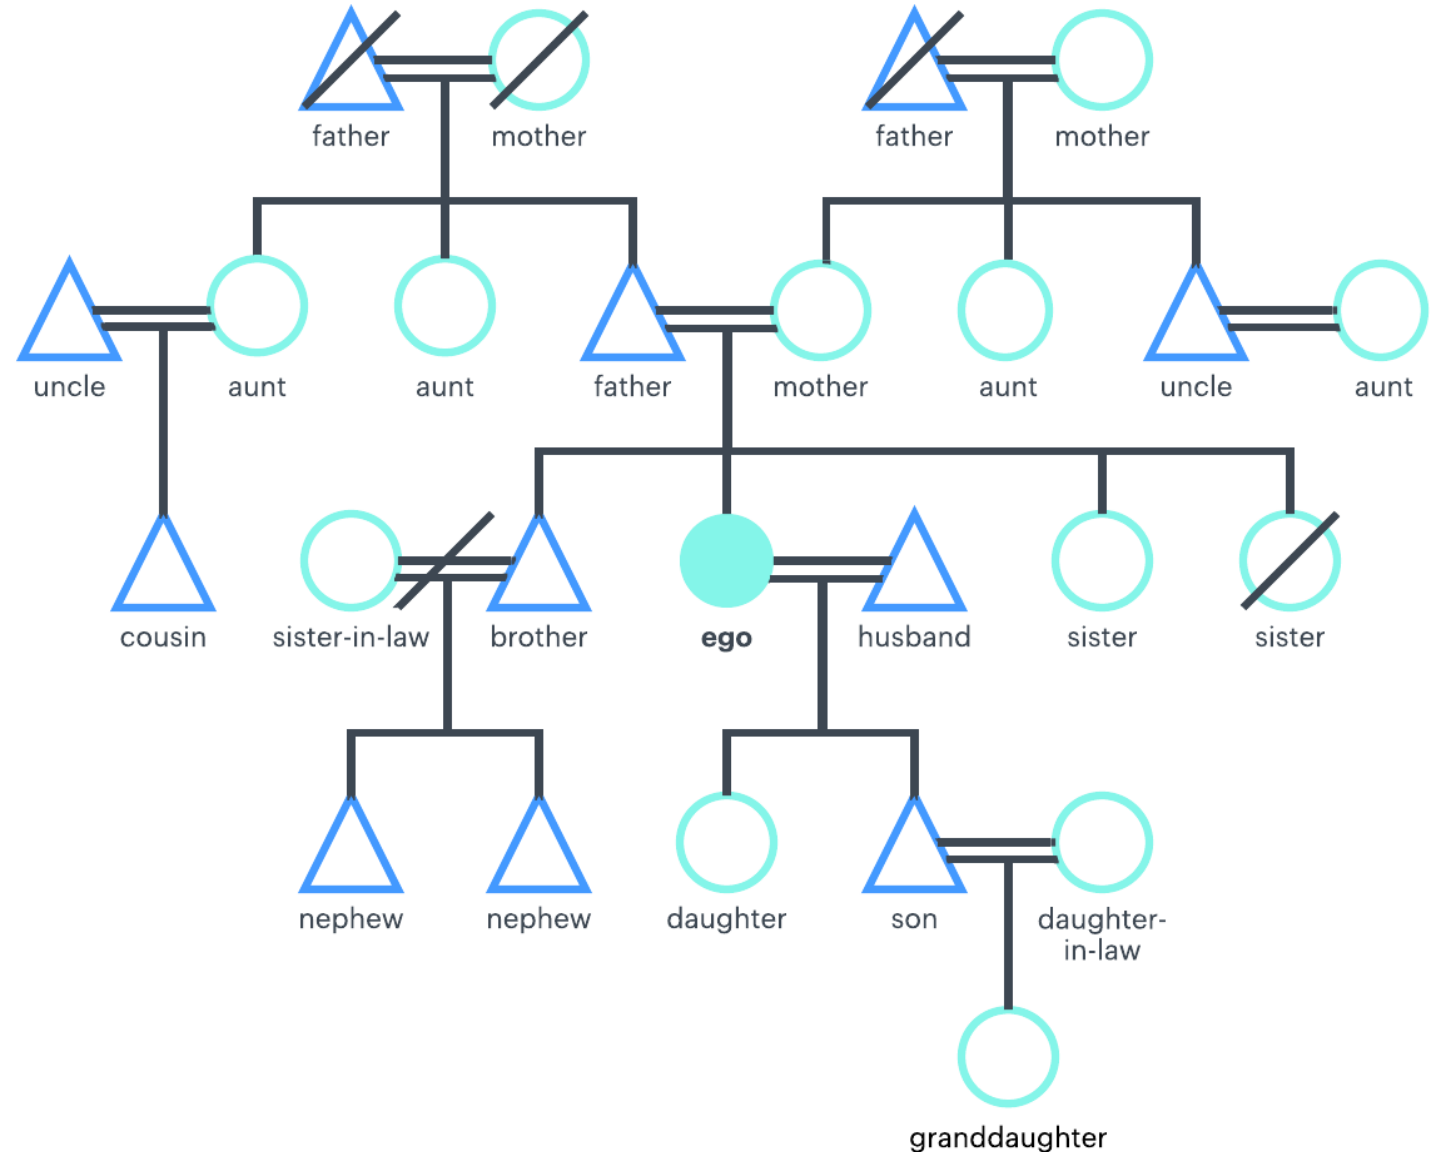 father
mother
father
mother
uncle
aunt
aunt
father
mother
aunt
uncle
aunt
cousin
sister-in-law
brother
ego
husband
sister
sister
nephew
nephew
daughter
son
daughter-
in-law
granddaughter